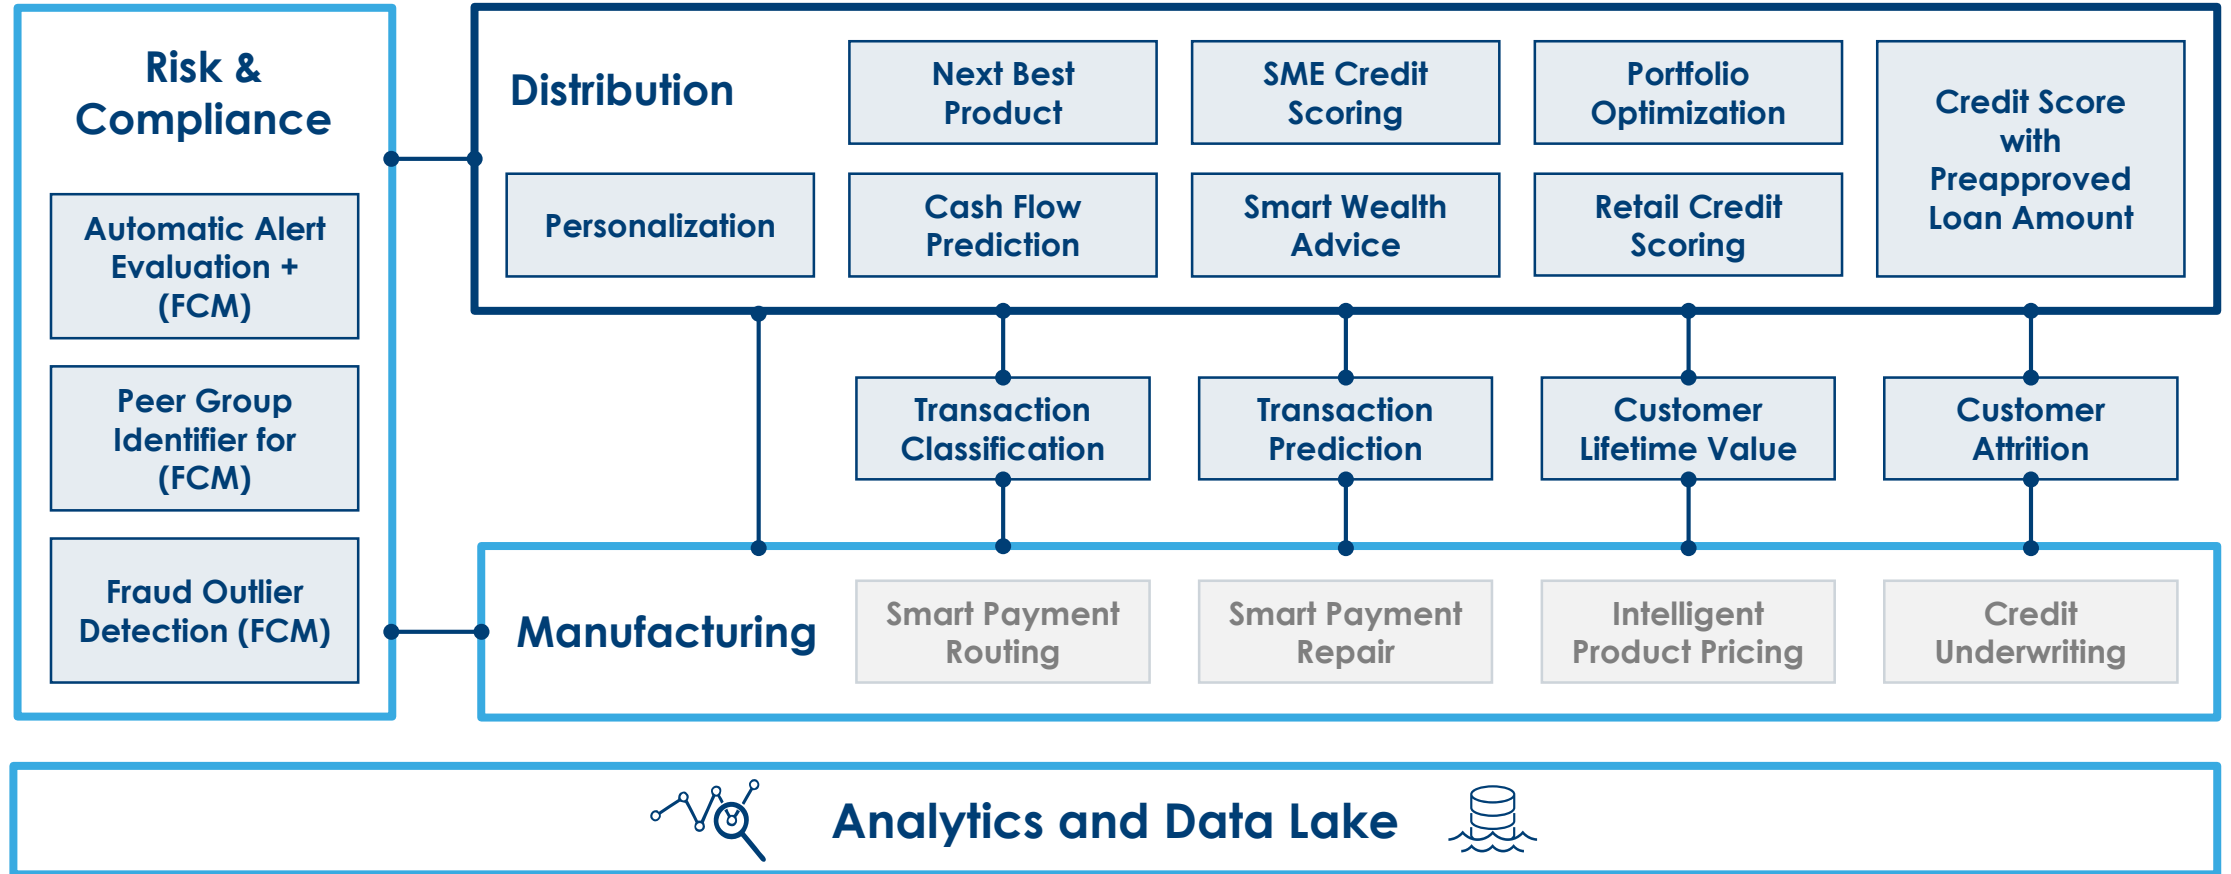 Risk &
Compliance
Automatic Alert
Evaluation +
(FCM)
Peer Group
Identifier for
(FCM)
Fraud Outlier
Detection (FCM)
Distribution
Next Best
Product
SME Credit
Scoring
Portfolio
Optimization
Credit Score
with
Preapproved
Loan Amount
Personalization
Cash Flow
Prediction
Smart Wealth
Advice
Retail Credit
Scoring
Transaction
Classification
Transaction
Prediction
Customer
Lifetime Value
Customer
Attrition
Manufacturing
Smart Payment
Routing
Smart Payment
Repair
Intelligent
Product Pricing
Credit
Underwriting
Analytics and Data Lake